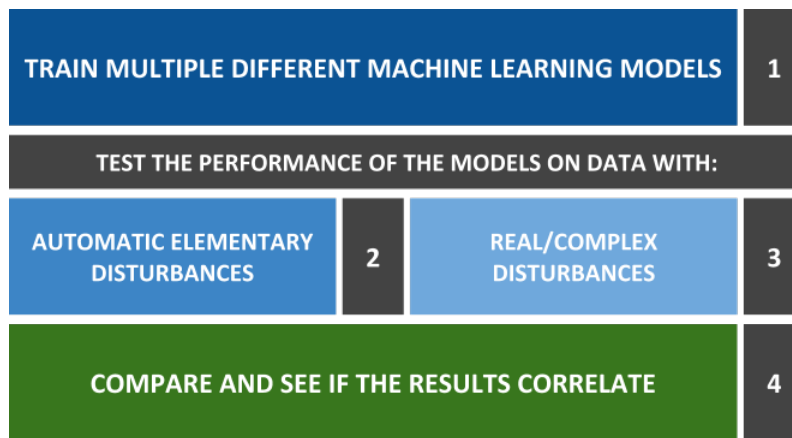 TRAIN MULTIPLE DIFFERENT MACHINE LEARNING MODELS
1
TEST THE PERFORMANCE OF THE MODELS ON DATA WITH:
AUTOMATIC ELEMENTARY
DISTURBANCES
2
REAL/COMPLEX
DISTURBANCES
3
COMPARE AND SEE IF THE RESULTS CORRELATE
4